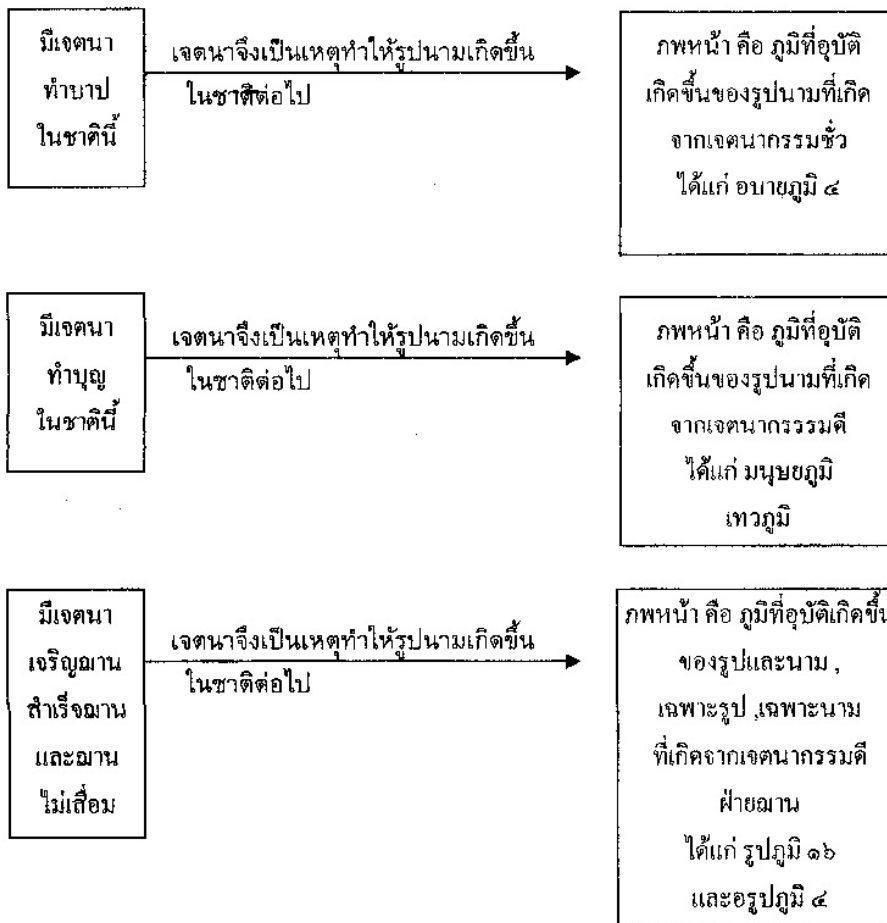 มีเจตนา
ทำบาป
ในชาตินี้
เจตนาจึงเป็นเหตุทำให้รูปนามเกิดขึ้น
ในชาติต่อไป
ภพหน้า คือ ภูมิที่อุบัติ
เกิดขึ้นของรูปนามที่เกิด
จากเจตนากรรมชั่ว
ได้แก่ อบายภูมิ ๔
มีเจตนา
ทำบุญ
ในชาตินี้
เจตนาจึงเป็นเหตุทำให้รูปนามเกิดขึ้น
ในชาติต่อไป
ภพหน้า คือ ภูมิที่อุบัติ
เกิดขึ้นของรูปนามที่เกิด
จากเจตนากรรรมดี
ได้แก่ มนุษยภูมิ
เทวภูมิ
มีเจตนา
เจริญฌาน
สำเร็จฌาน
และฌาน
ไม่เสื่อม
เจตนาจึงเป็นเหตุทำให้รูปนามเกิดขึ้น
ในชาติต่อไป
ภพหน้า คือ ภูมิที่อุบัติเกิดขึ้น
ของรูปและนาม ,
เฉพาะรูป ,เฉพาะนาม
ที่เกิดจากเจตนากรรมดี
ฝ่ายฌาน
ได้แก่ รูปภูมิ ๑๖
และอรูปภูมิ ๔